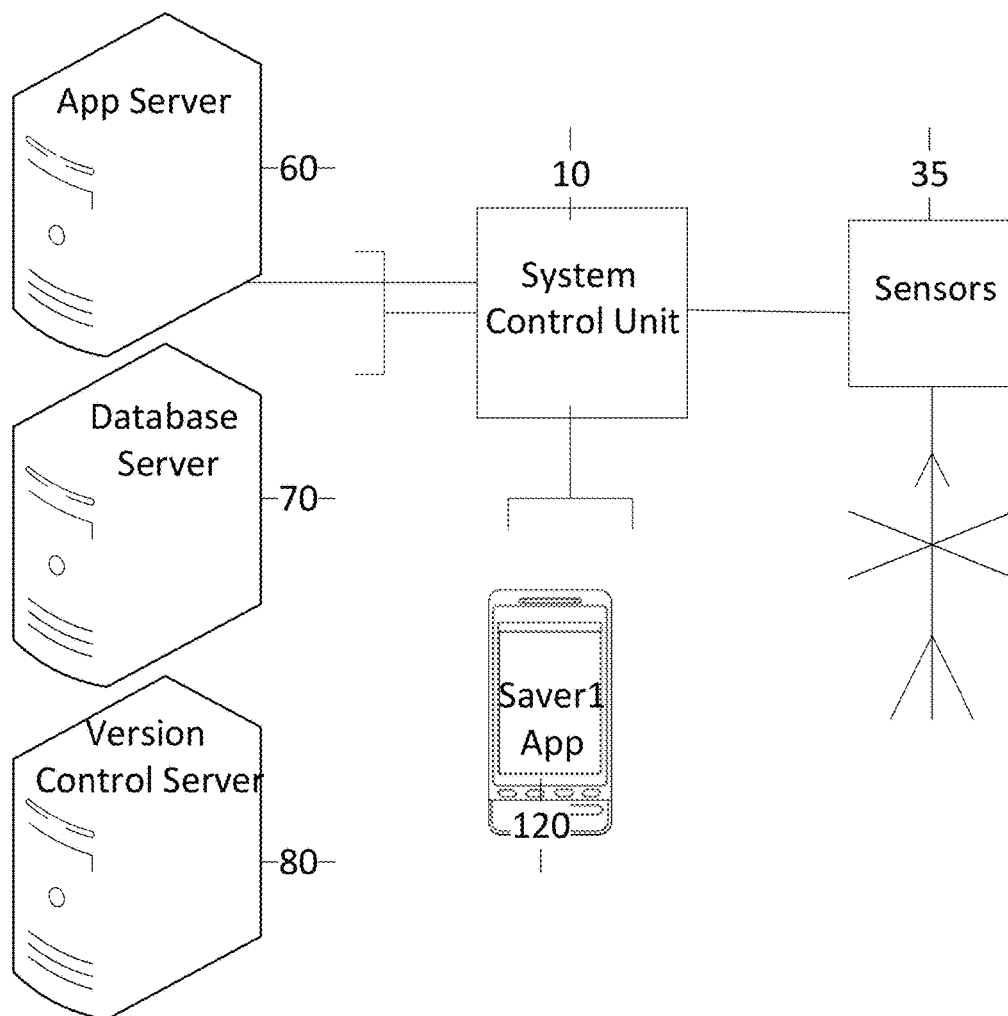 App Server
60
10
35
System
Control Unit
Sensors
Database
Server
70
Saver1
App
120
Version
Control Server
80